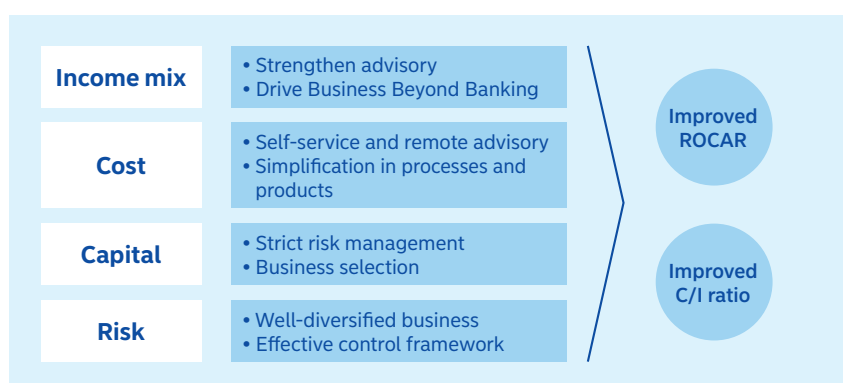 Income mix
• Strengthen advisory
• Drive Business Beyond Banking
Cost
• Self-service and remote advisory
• Simplification in processes and
products
Capital
• Strict risk management
• Business selection
Risk
• Well-diversified business
• Effective control framework
Improved
ROCAR
Improved
C/I ratio